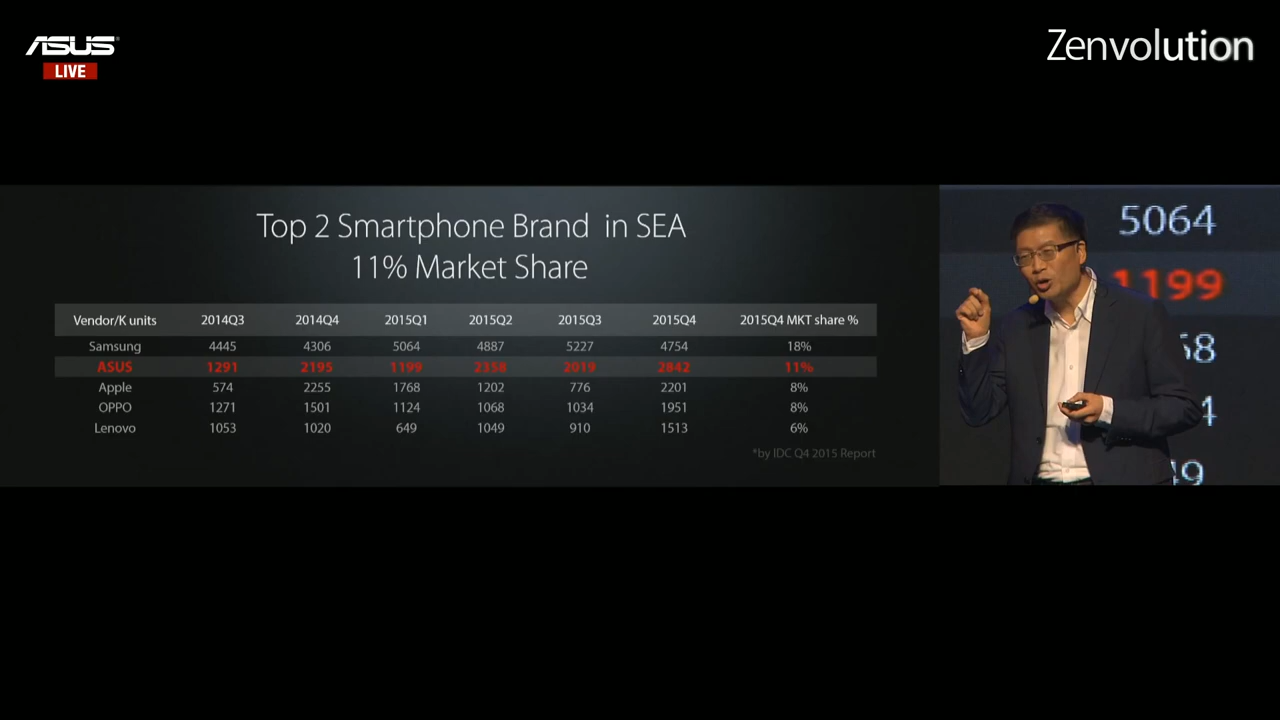 ASUS
LIVE
Zenvolution
Top 2 Smartphone Brand in SEA
11% Market Share
Vendor/K units 2014Q3 2014Q4 2015Q1 2015Q2 2015Q3 2015Q4 2015Q4 MKT share %
Samsung 4445 4306 5064 4887 5227 4754 18%
ASUS 1291 2195 1199 2358 2019 2842 11%
Apple 574 2255 1768 1202 776 2201 8%
OPPO 1271 1501 1124 1068 1034 1951 8%
Lenovo 1053 1020 649 1049 910 1513 6%
*by IDC Q4 2015 Report
5064
1199